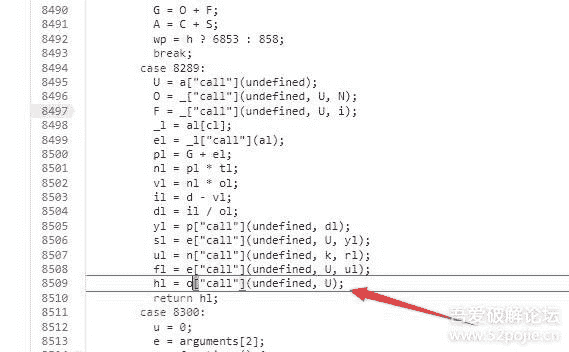 8490 G = O + F;
8491 A = C + S;
8492 wp = h ? 6853 : 858;
8493 break;
8494 case 8289:
8495 U = a["call"](undefined);
8496 O = _["call"](undefined, U, N);
8497 F = _["call"](undefined, U, i);
8498 _l = al[cl];
8499 el = _l["call"](al);
8500 pl = G + el;
8501 nl = pl * tl;
8502 vl = nl * ol;
8503 il = d - vl;
8504 dl = il / ol;
8505 yl = p["call"](undefined, dl);
8506 sl = e["call"](undefined, U, yl);
8507 ul = n["call"](undefined, k, rl);
8508 fl = e["call"](undefined, U, ul);
8509 hl = o["call"](undefined, U);
8510 return hl;
8511 case 8300:
8512 u = 0;
8513 e = arguments[2];
吾爱破解论坛
www.52pojie.cn